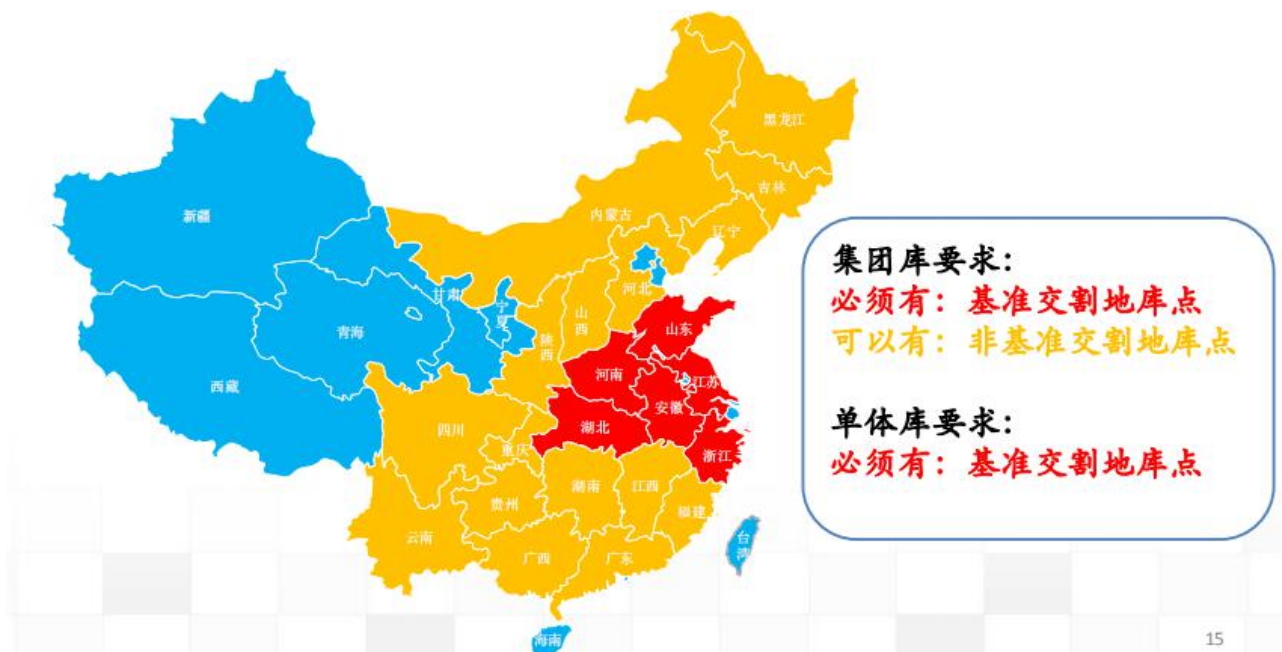 黑龙江
吉林
辽宁
内蒙古
新疆
河北
甘肃
宁夏
山西
陕西
山东
青海
西藏
河南
江苏
安徽
湖北
浙江
四川
重庆
湖南
江西
贵州
福建
云南
广西
广东
台湾
海南
集团库要求：
必须有：基准交割地库点
可以有：非基准交割地库点
单体库要求：
必须有：基准交割地库点
15